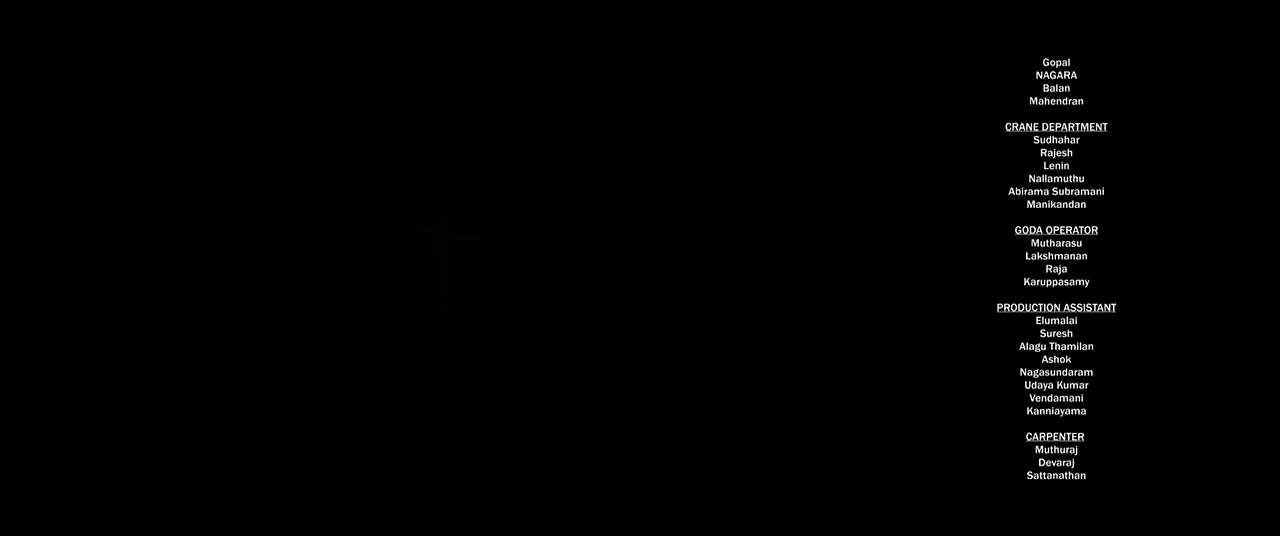 Gopal
NAGARA
Balan
Mahendran
CRANE DEPARTMENT
Sudhahar
Rajesh
Lenin
Nallamuthu
Abirama Subramani
Manikandan
GODA OPERATOR
Mutharasu
Lakshmanan
Raja
Karuppasamy
PRODUCTION ASSISTANT
Elumalai
Suresh
Alagu Thamilan
Ashok
Nagasundaram
Udaya Kumar
Vendamani
Kanniayama
CARPENTER
Muthuraj
Devaraj
Sattanathan